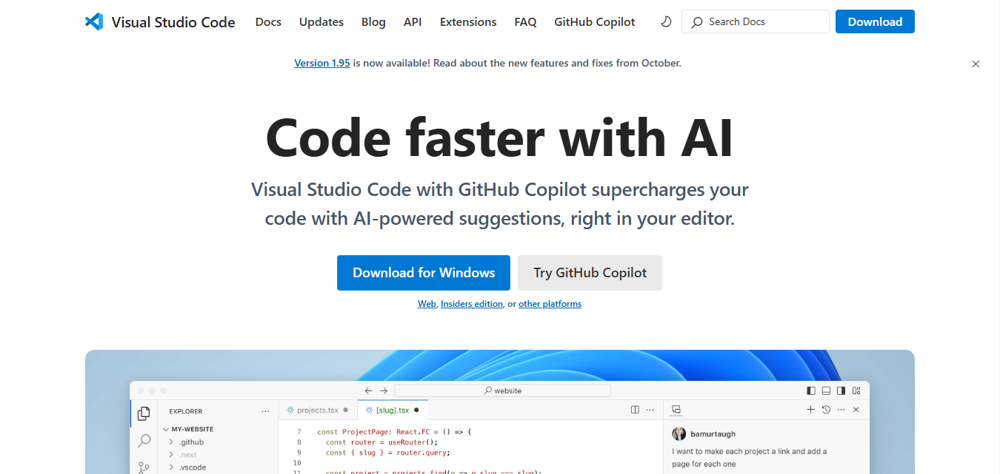 Visual Studio Code Docs Updates Blog API Extensions FAQ GitHub Copilot Search Docs Download
Version 1.95 is now available! Read about the new features and fixes from October.
Code faster with AI
Visual Studio Code with GitHub Copilot supercharges your
code with AI-powered suggestions, right in your editor.
Download for Windows Try GitHub Copilot
Web, Insiders edition, or other platforms
website
EXPLORER
MY-WEBSITE
.github
.next
.vscode
projects.tsx [slug].tsx
7 const ProjectPage: React.FC = () => {
8 const router = useRouter();
9 const { slug } = router.query;
10
11 const project = projects.find(p => p.slug === slug);
bamurtaugh
I want to make each project a link and add a
page for each one